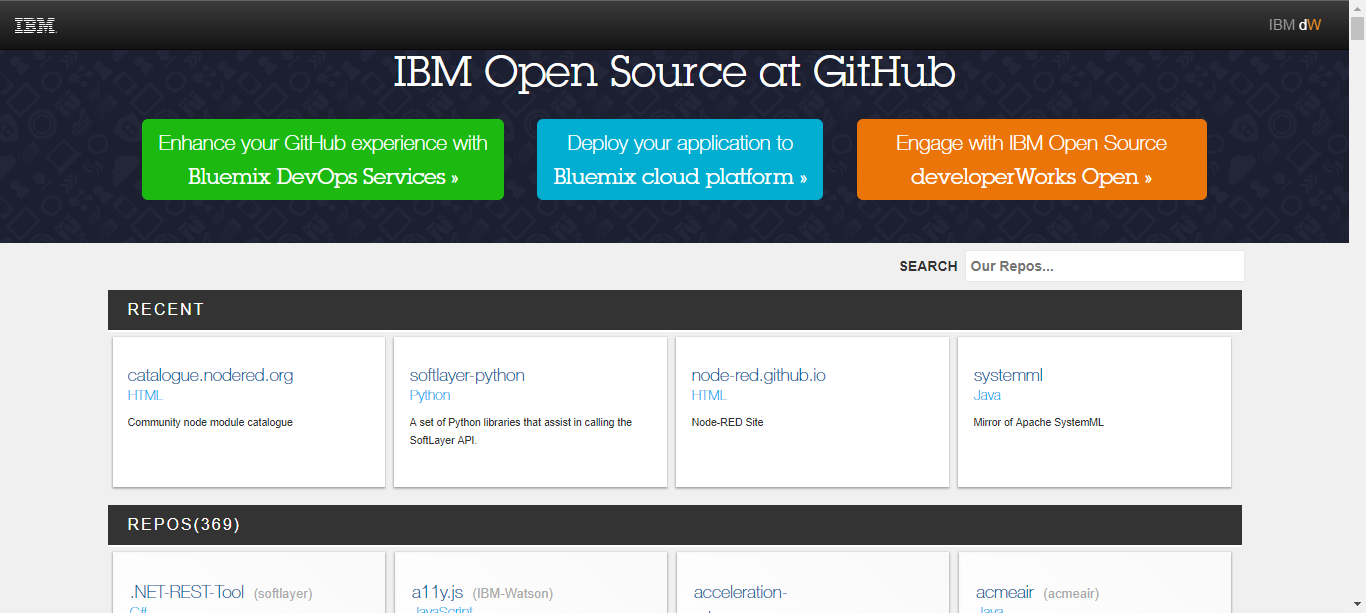 IBM
IBM dW
IBM Open Source at GitHub
Enhance your GitHub experience with
Bluemix DevOps Services »
Deploy your application to
Bluemix cloud platform »
Engage with IBM Open Source
developerWorks Open »
SEARCH Our Repos...
RECENT
catalogue.nodered.org
HTML
Community node module catalogue
softlayer-python
Python
A set of Python libraries that assist in calling the
SoftLayer API.
node-red.github.io
HTML
Node-RED Site
systemml
Java
Mirror of Apache SystemML
REPOS(369)
.NET-REST-Tool (softlayer)
C#
a11y.js (IBM-Watson)
JavaScript
acceleration-
acmeair (acmeair)
Java